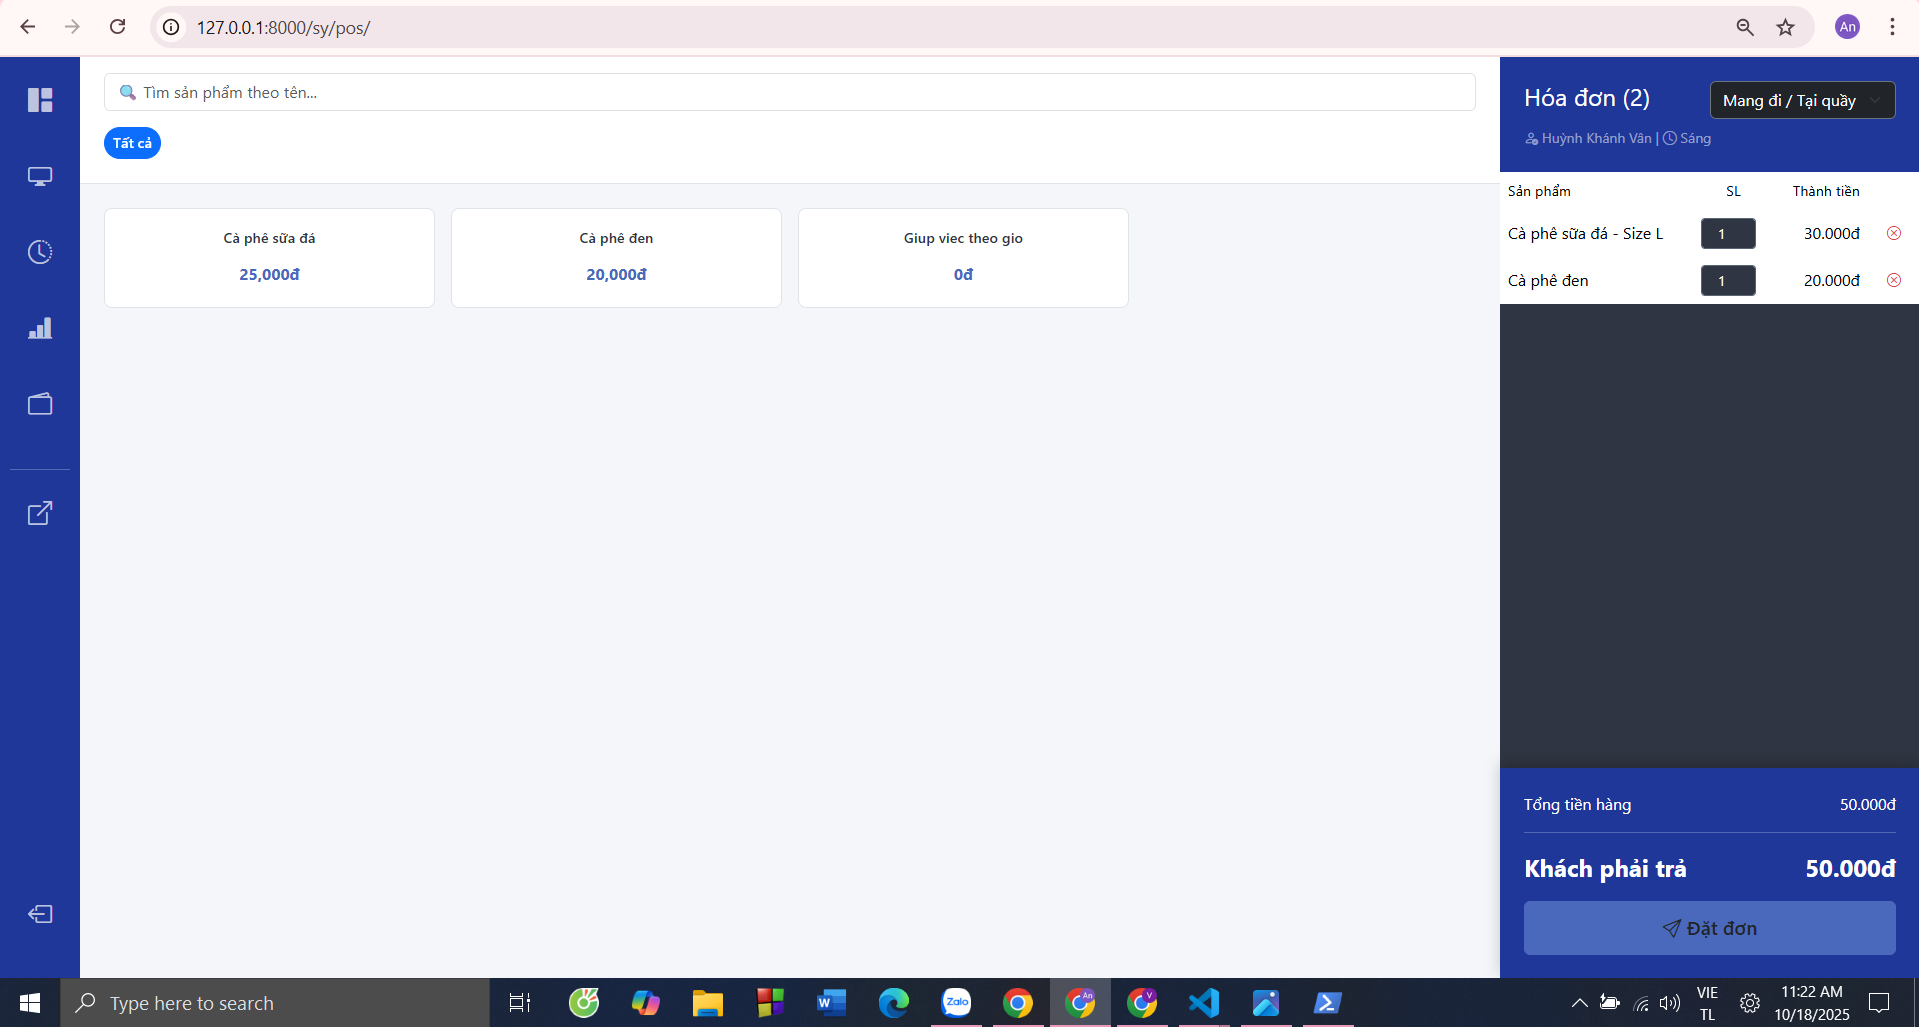 127.0.0.1:8000/sy/pos/
An
Tìm sản phẩm theo tên...
Tất cả
Cà phê sữa đá
25,000đ
Cà phê đen
20,000đ
Giup viec theo gio
0đ
Hóa đơn (2)
Mang đi / Tại quầy
Huỳnh Khánh Vân | Sáng
Sản phẩm SL Thành tiền
Cà phê sữa đá - Size L 1 30.000đ
Cà phê đen 1 20.000đ
Tổng tiền hàng 50.000đ
Khách phải trả 50.000đ
Đặt đơn
Type here to search
W
Zalo
An
V
VIE
TL
11:22 AM
10/18/2025